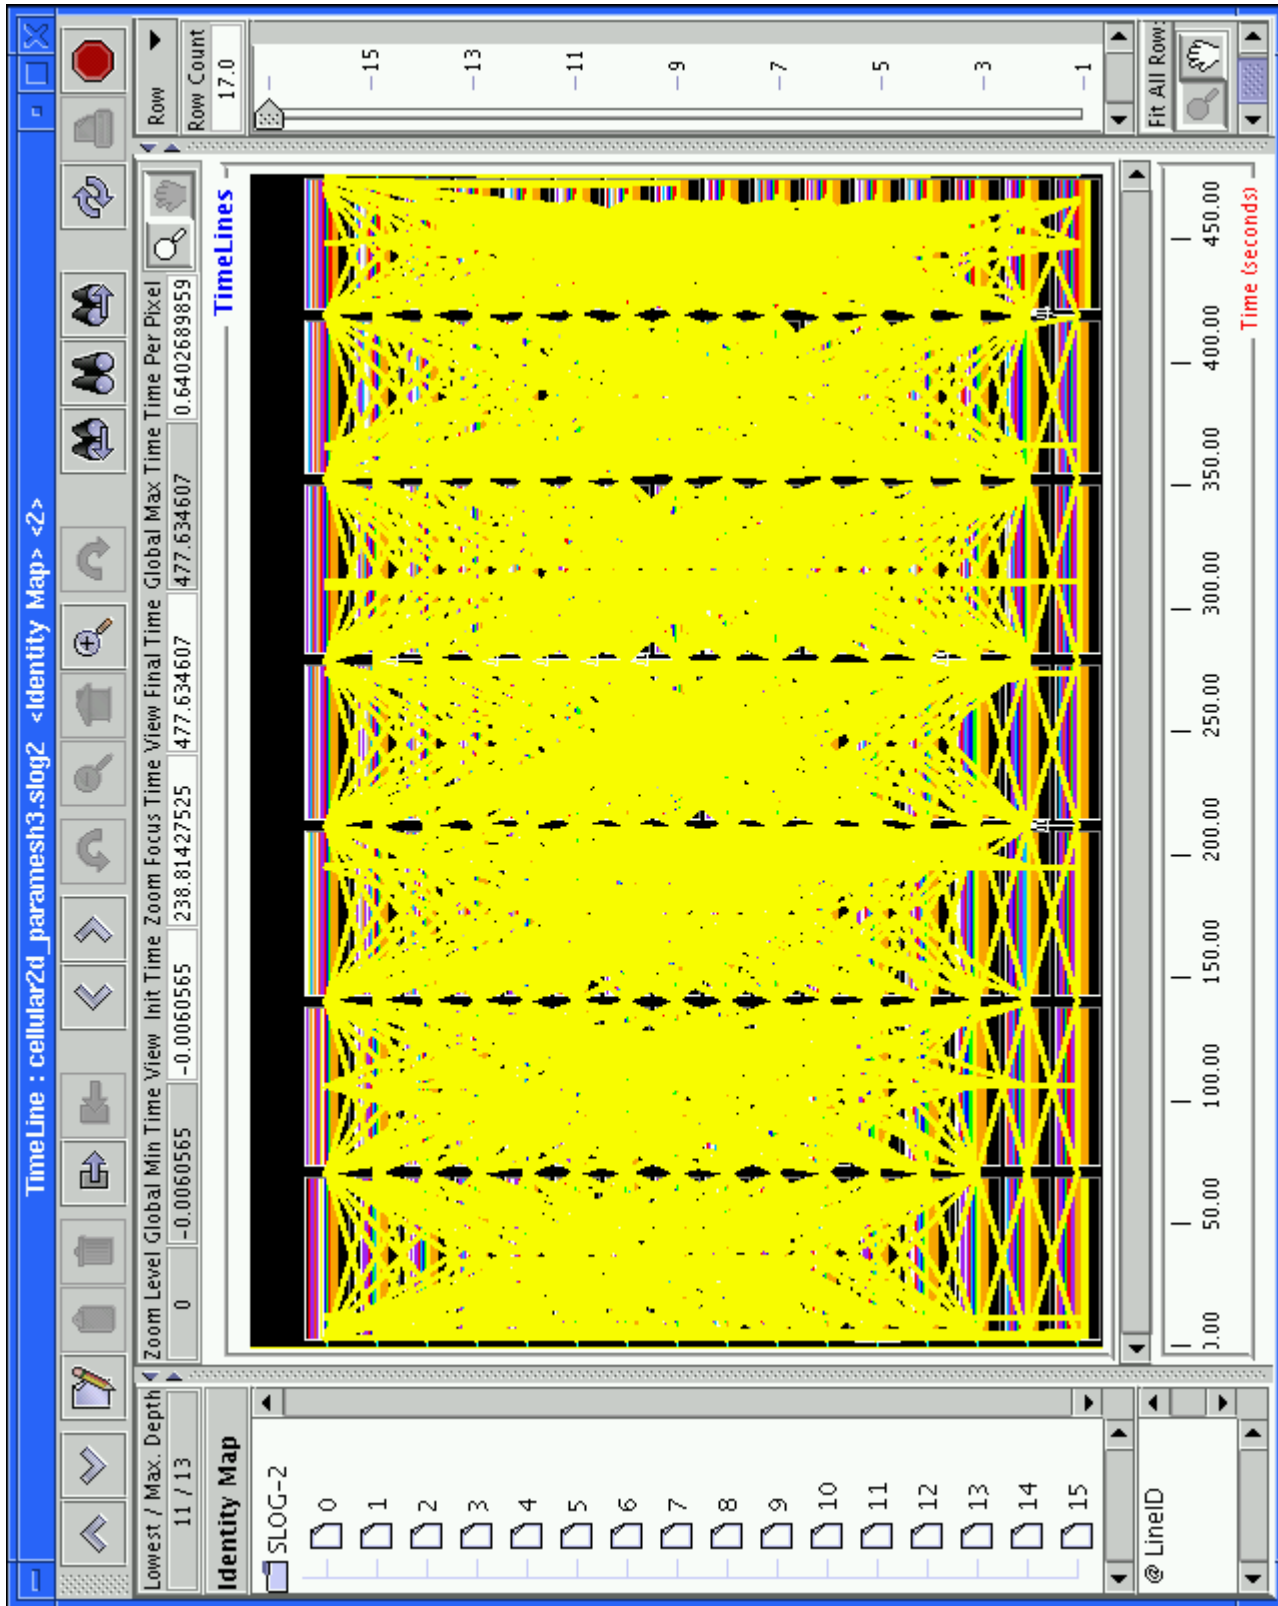 TimeLine : cellular2d_paramesh3.slog2 <Identity Map> <2>
Lowest / Max. Depth
11 / 13
Zoom Level
Global Min Time
View Init Time
Zoom Focus Time
View Final Time
Global Max Time
Time Per Pixel
0
-0.0060565
-0.0060565
238.81427525
477.634607
477.634607
0.6402689859
Row
Row Count
17.0
Identity Map
TimeLines
SLOG-2
0
1
2
3
4
5
6
7
8
9
10
11
12
13
14
15
15
13
11
9
7
5
3
1
@ LineID
0.00
50.00
100.00
150.00
200.00
250.00
300.00
350.00
400.00
450.00
Time (seconds)
Fit All Row